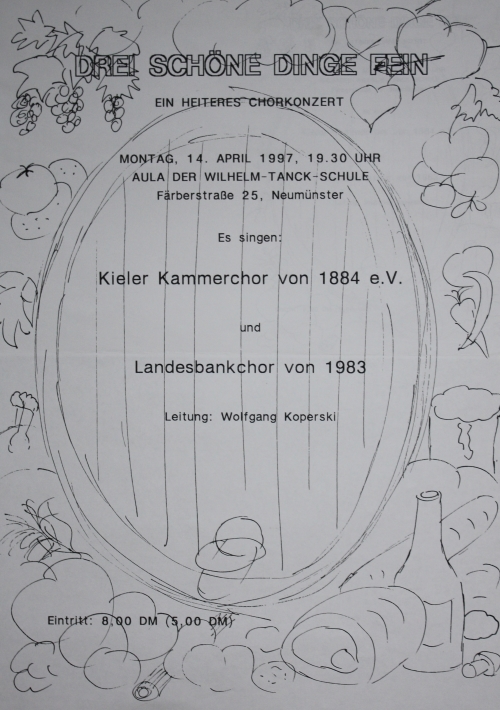 DREI SCHÖNE DINGE FEIN
EIN HEITERES CHORKONZERT
MONTAG, 14. APRIL 1997, 19.30 UHR
AULA DER WILHELM-TANCK-SCHULE
Färberstraße 25, Neumünster
Es singen:
Kieler Kammerchor von 1884 e.V.
und
Landesbankchor von 1983
Leitung: Wolfgang Koperski
Eintritt: 8,00 DM (5,00 DM)